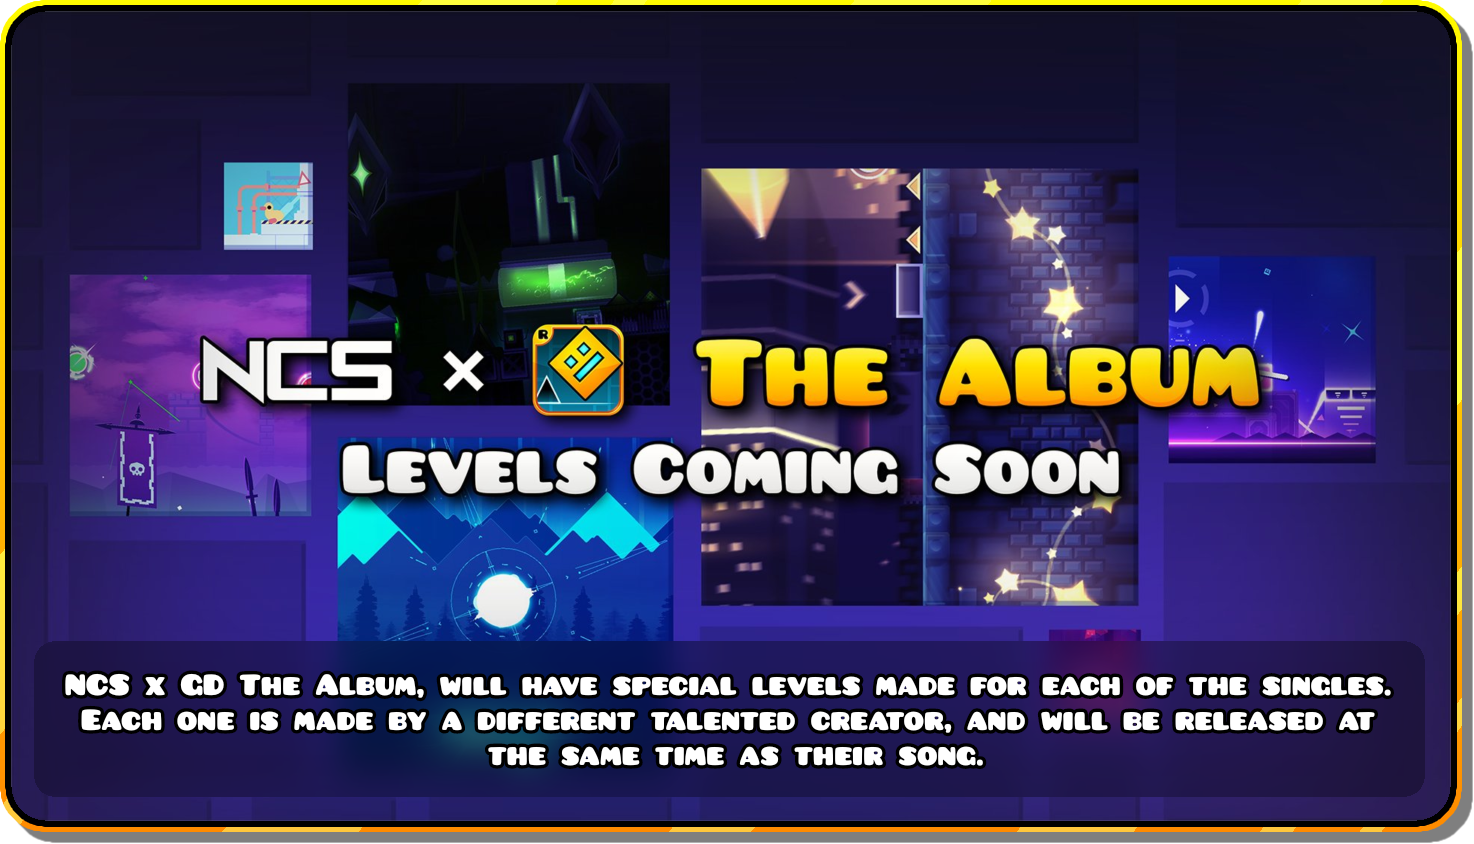 NCS x R The Album
Levels Coming Soon
NCS x GD The Album, will have special levels made for each of the singles.
Each one is made by a different talented creator, and will be released at
the same time as their song.